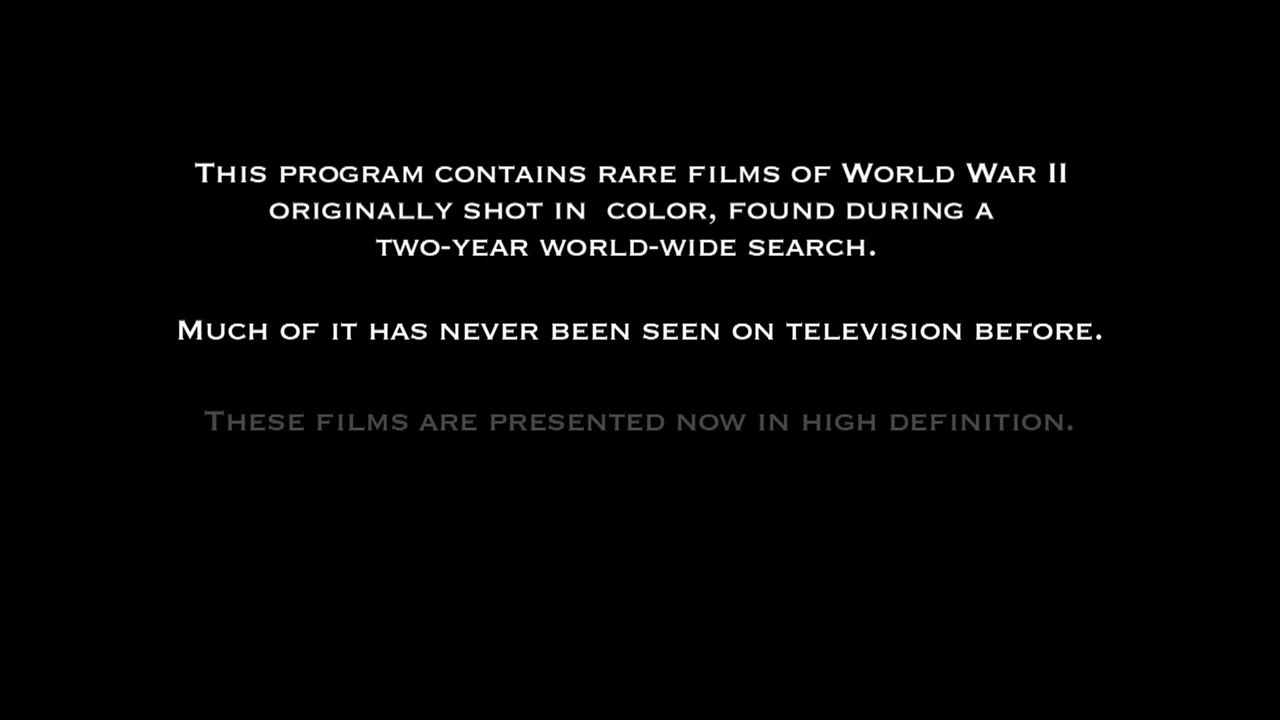 This program contains rare films of World War II
originally shot in  color, found during a
two-year world-wide search.
Much of it has never been seen on television before.
These films are presented now in high definition.